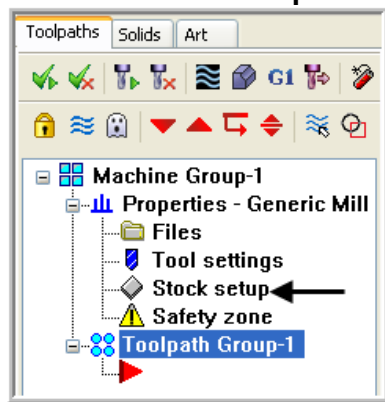 Toolpaths Solids Art
G1
Machine Group-1
Properties - Generic Mill
Files
Tool settings
Stock setup
Safety zone
Toolpath Group-1